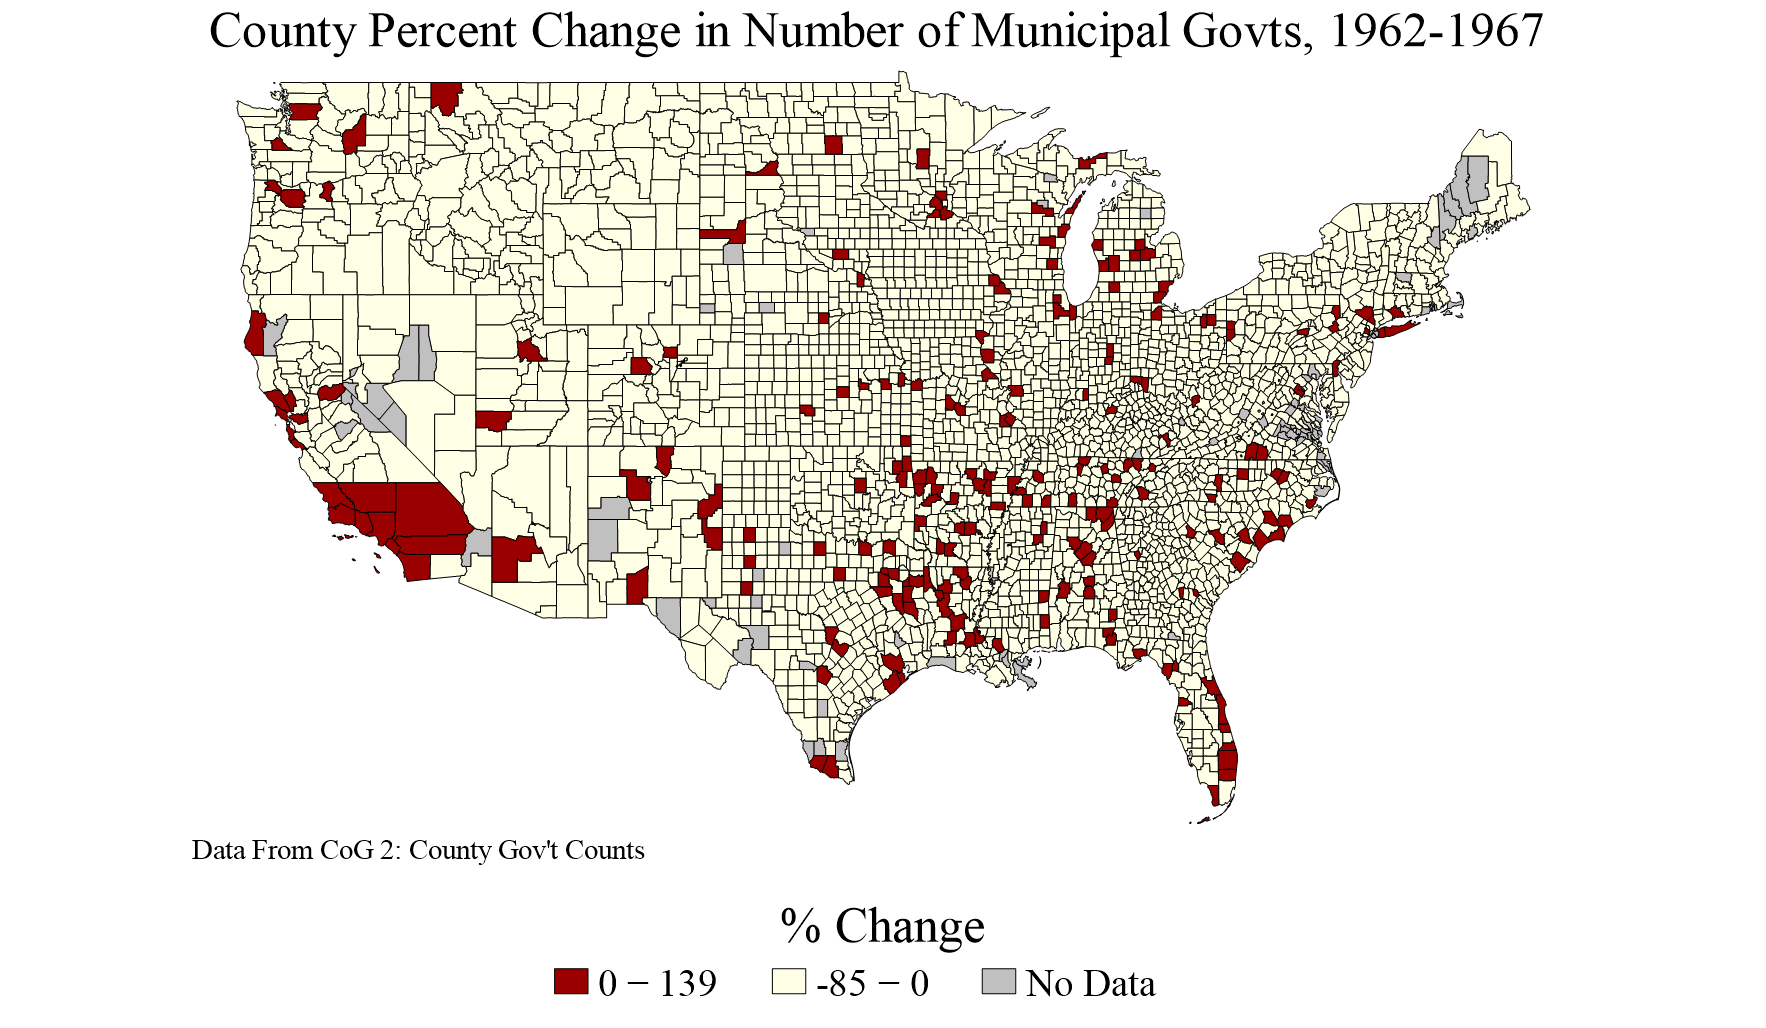 County Percent Change in Number of Municipal Govts, 1962-1967
Data From CoG 2: County Gov't Counts
% Change
0 − 139
-85 − 0
No Data